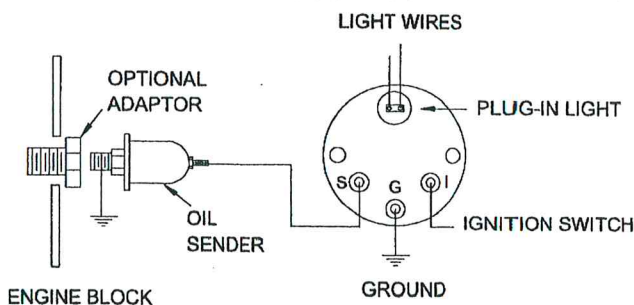 LIGHT WIRES
OPTIONAL
ADAPTOR
PLUG-IN LIGHT
S
G
I
OIL
SENDER
IGNITION SWITCH
GROUND
ENGINE BLOCK